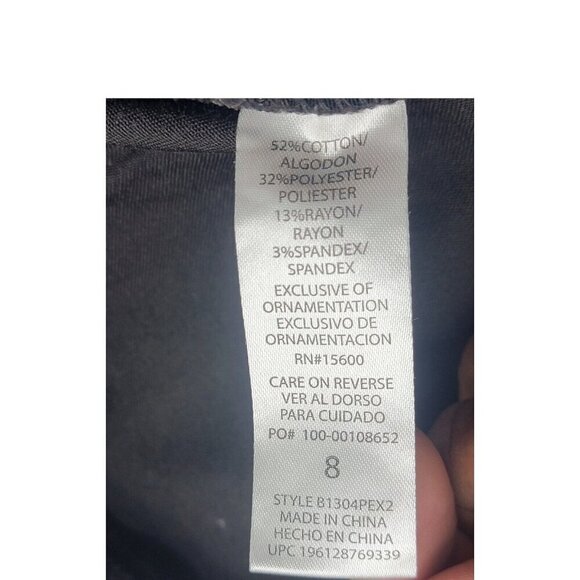 52%COTTON/
ALGODON
32%POLYESTER/
POLIESTER
13%RAYON/
RAYON
3%SPANDEX/
SPANDEX
EXCLUSIVE OF
ORNAMENTATION
EXCLUSIVO DE
ORNAMENTACION
RN#15600
CARE ON REVERSE
VER AL DORSO
PARA CUIDADO
PO# 100-00108652
8
STYLE B1304PEX2
MADE IN CHINA
HECHO EN CHINA
UPC 196128769339